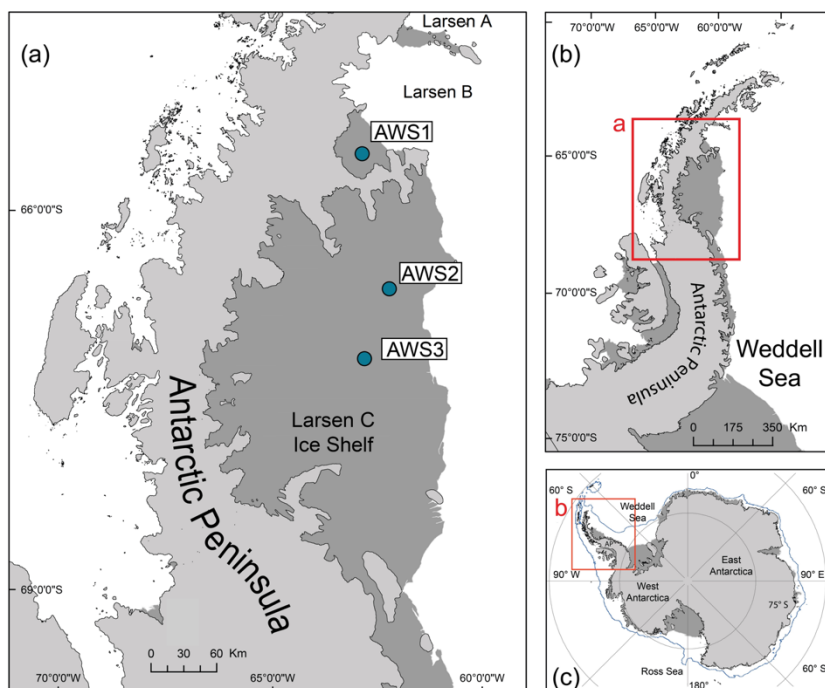 (a)
Larsen A
Larsen B
AWS1
66°0'0"S
AWS2
AWS3
Larsen C
Ice Shelf
Antarctic Peninsula
69°0'0"S
0 30 60 Km
70°0'0"W
65°0'0"W
60°0'0"W
70°0'0"W
65°0'0"W
60°0'0"W
(b)
a
65°0'0"S
70°0'0"S
Antarctic Peninsula
Weddell
Sea
0 175 350 Km
75°0'0"S
60° S
0°
60° S
b
Weddell
Sea
AP
East
Antarctica
90° W
90° E
West
Antarctica
75° S
60° S
Ross Sea
180°
(c)